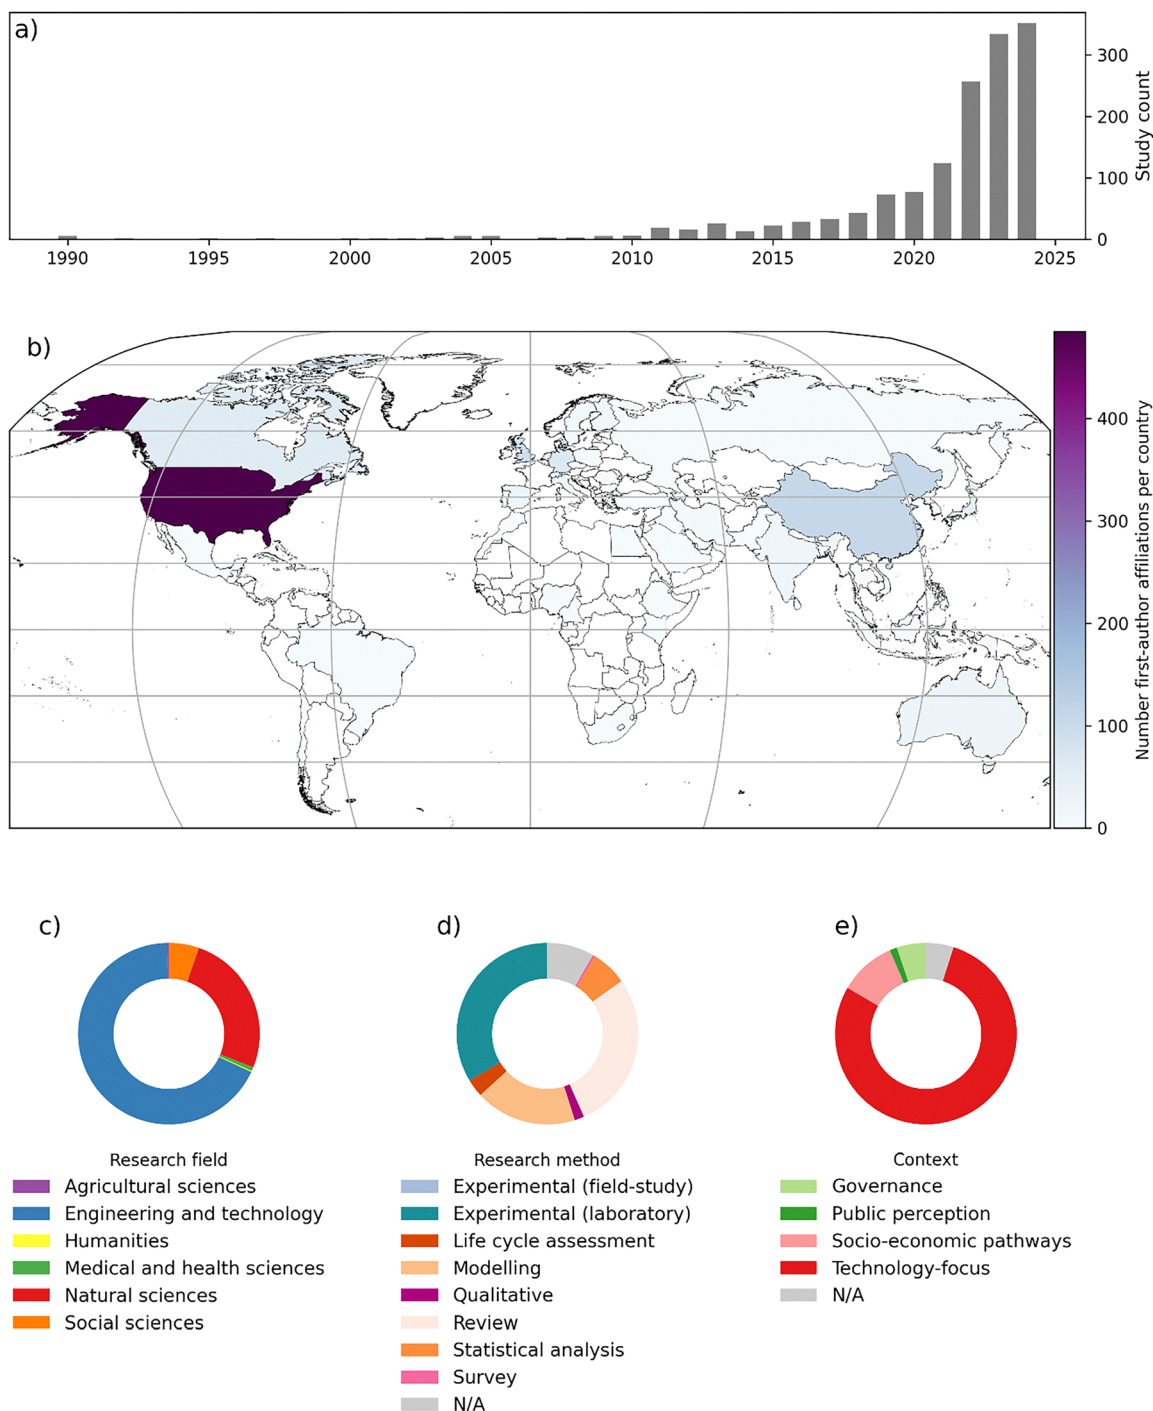 a)
300
200
100
0
Study count
1990 1995 2000 2005 2010 2015 2020 2025
b)
400
300
200
100
0
Number first-author affiliations per country
c)
Research field
Agricultural sciences
Engineering and technology
Humanities
Medical and health sciences
Natural sciences
Social sciences
d)
Research method
Experimental (field-study)
Experimental (laboratory)
Life cycle assessment
Modelling
Qualitative
Review
Statistical analysis
Survey
N/A
e)
Context
Governance
Public perception
Socio-economic pathways
Technology-focus
N/A